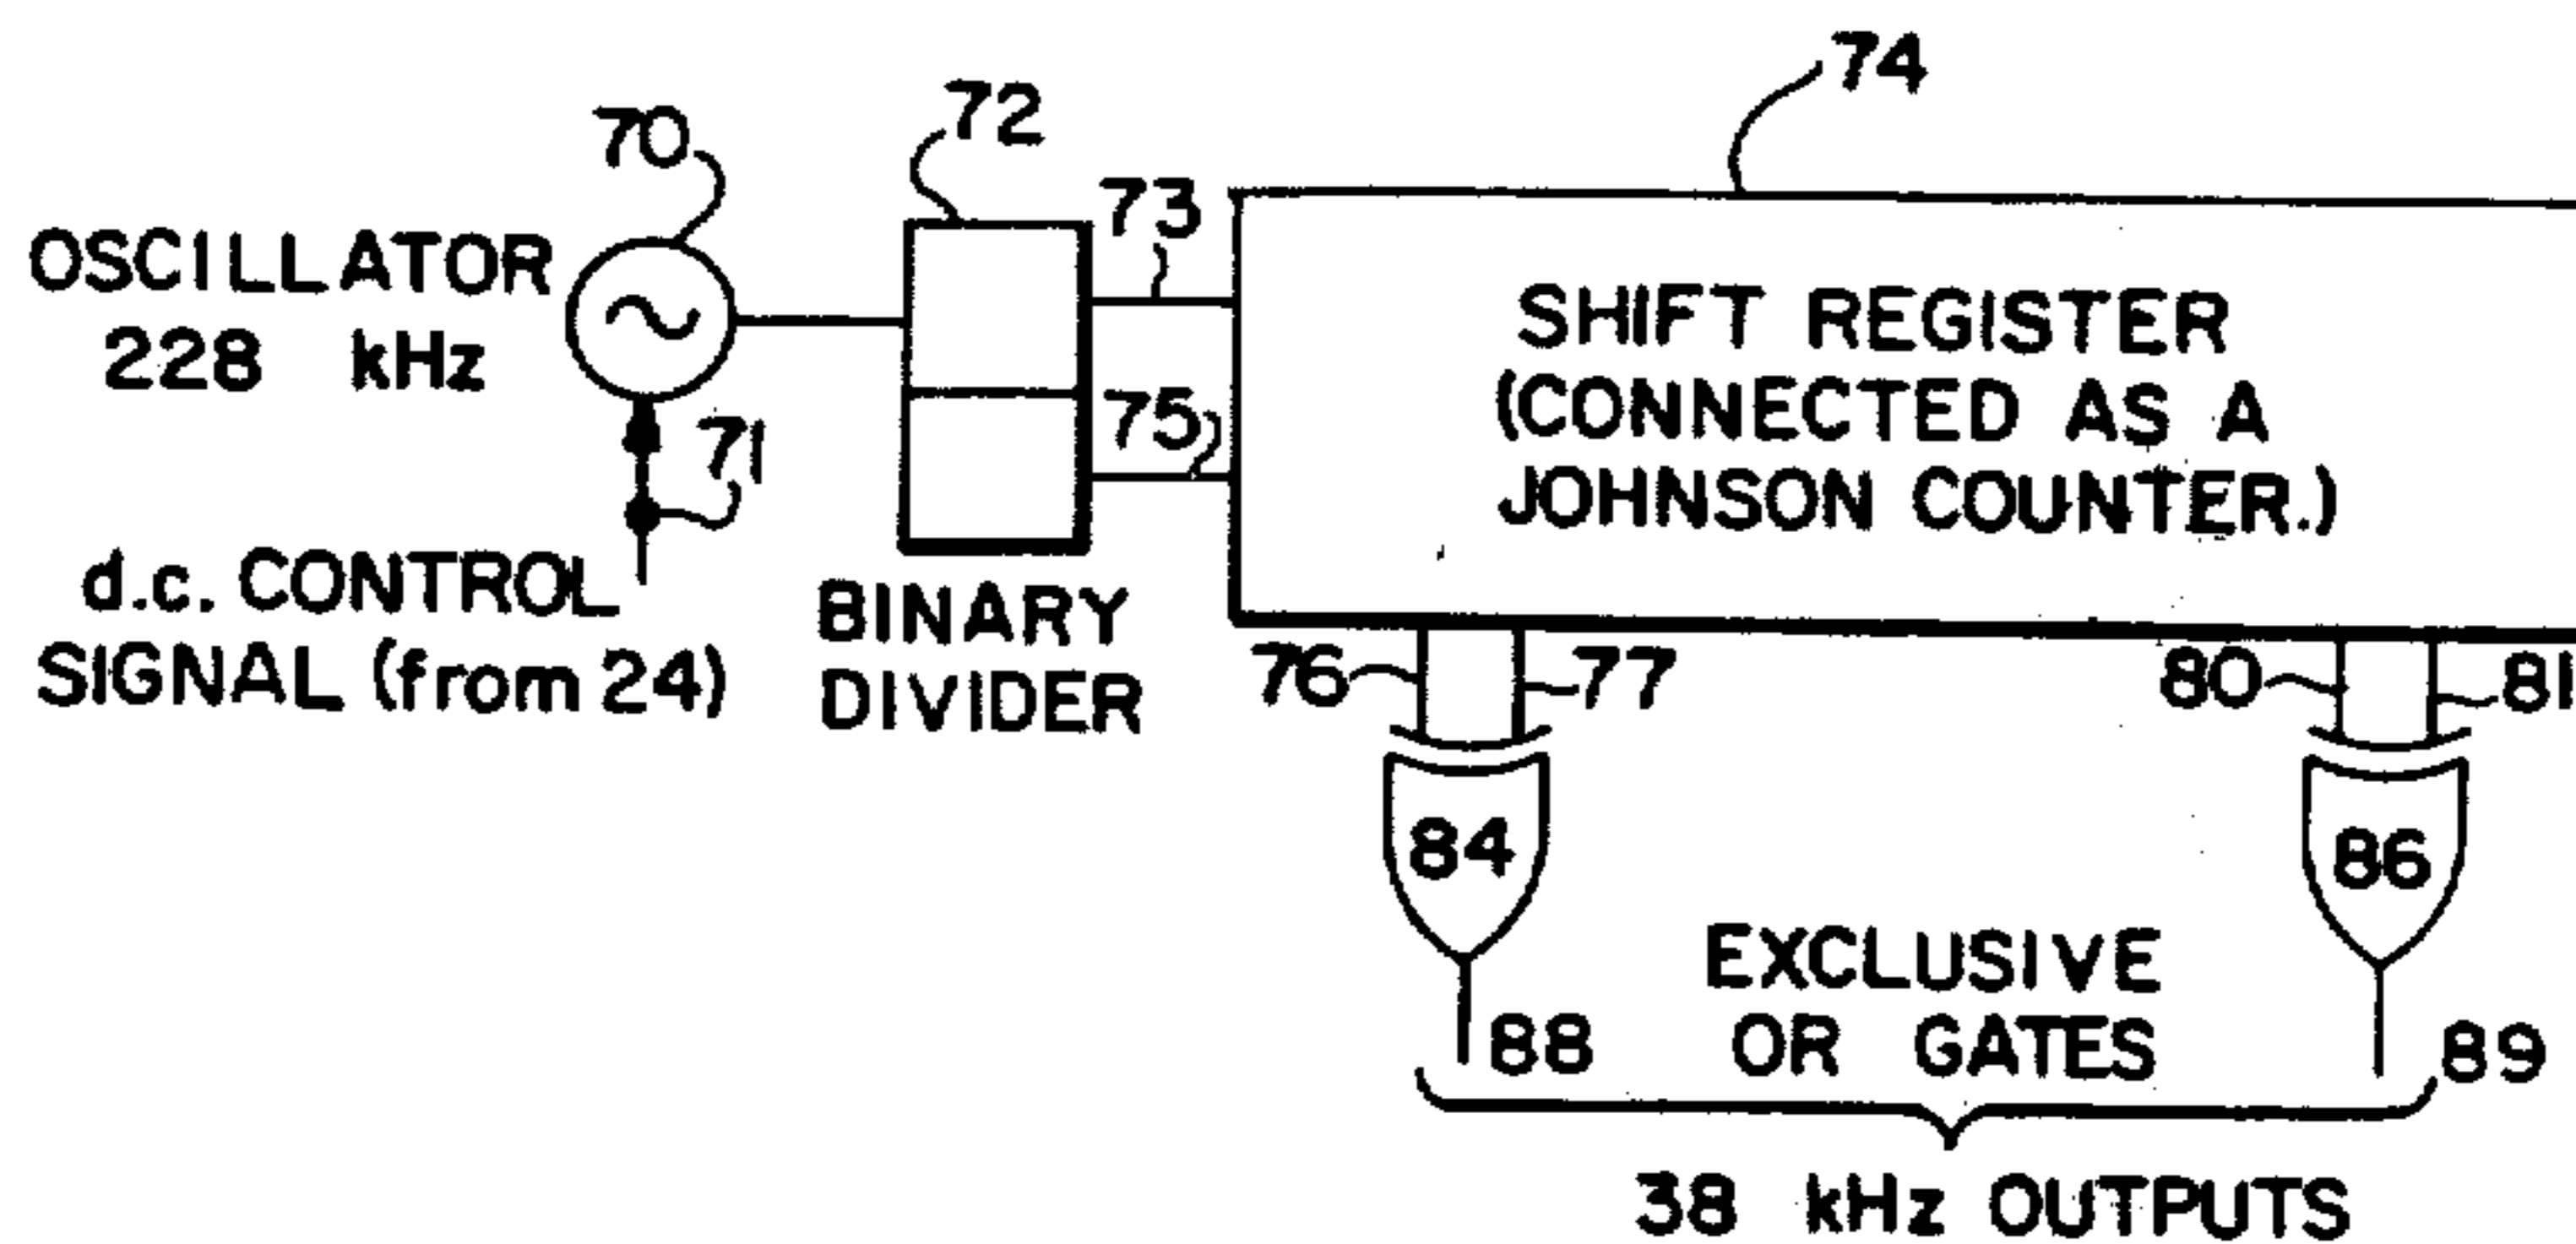 74
72
70
73
OSCILLATOR
228 kHz
SHIFT REGISTER
(CONNECTED AS A
JOHNSON COUNTER.)
75
71
d.c. CONTROL
SIGNAL (from 24)
BINARY
DIVIDER
76
77
80
81
84
86
EXCLUSIVE
OR GATES
88
89
38 kHz OUTPUTS